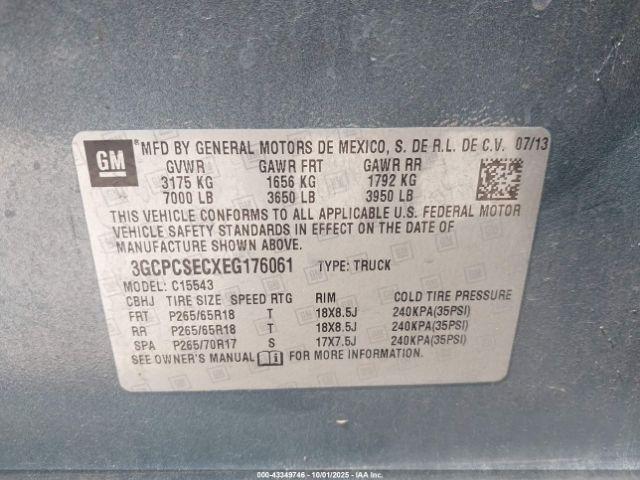 GM
® MFD BY GENERAL MOTORS DE MEXICO, S. DE R.L. DE C.V. 07/13
GVWR GAWR FRT GAWR RR
3175 KG 1656 KG 1792 KG
7000 LB 3650 LB 3950 LB
THIS VEHICLE CONFORMS TO ALL APPLICABLE U.S. FEDERAL MOTOR
VEHICLE SAFETY STANDARDS IN EFFECT ON THE DATE OF
MANUFACTURE SHOWN ABOVE.
3GCPCSECXEG176061 TYPE: TRUCK
MODEL: C15543
CBHJ TIRE SIZE SPEED RTG RIM COLD TIRE PRESSURE
FRT P265/65R18 T 18X8.5J 240KPA(35PSI)
RR P265/65R18 T 18X8.5J 240KPA(35PSI)
SPA P265/70R17 S 17X7.5J 240KPA(35PSI)
SEE OWNER'S MANUAL FOR MORE INFORMATION.
000-43349746 - 10/01/2025 - IAAI.COM